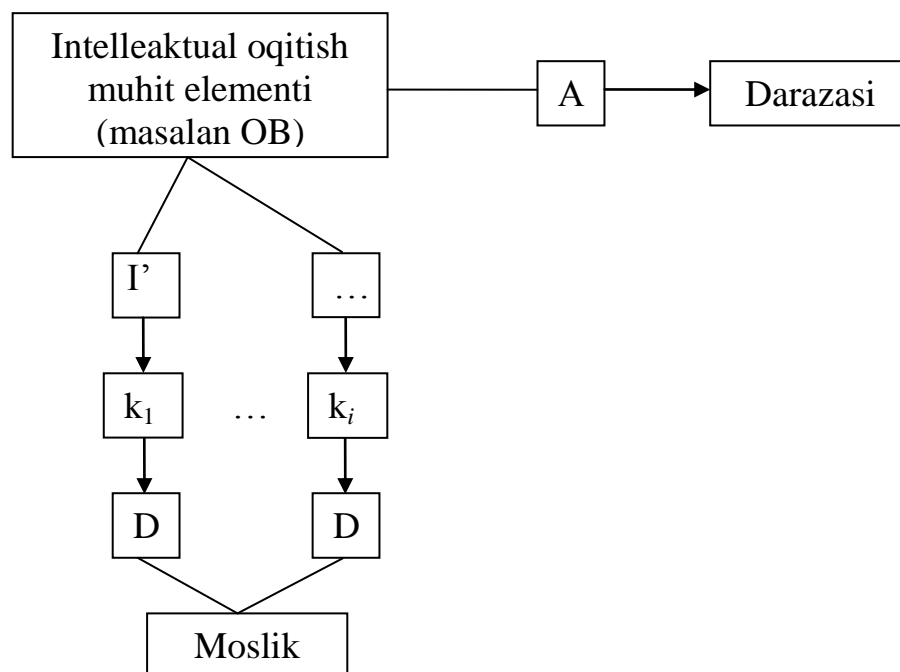 Intelleaktual oqitish
muhit elementi
(masalan OB)
A
Darazasi
I’
…
k₁
…
kᵢ
D
D
Moslik